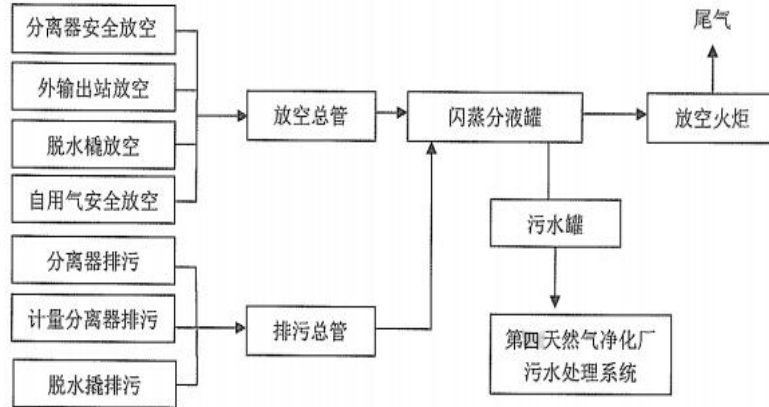 尾气
分离器安全放空
外输出站放空
脱水橇放空
自用气安全放空
放空总管
闪蒸分液罐
放空火炬
污水罐
分离器排污
计量分离器排污
脱水撬排污
排污总管
第四天然气净化厂
污水处理系统